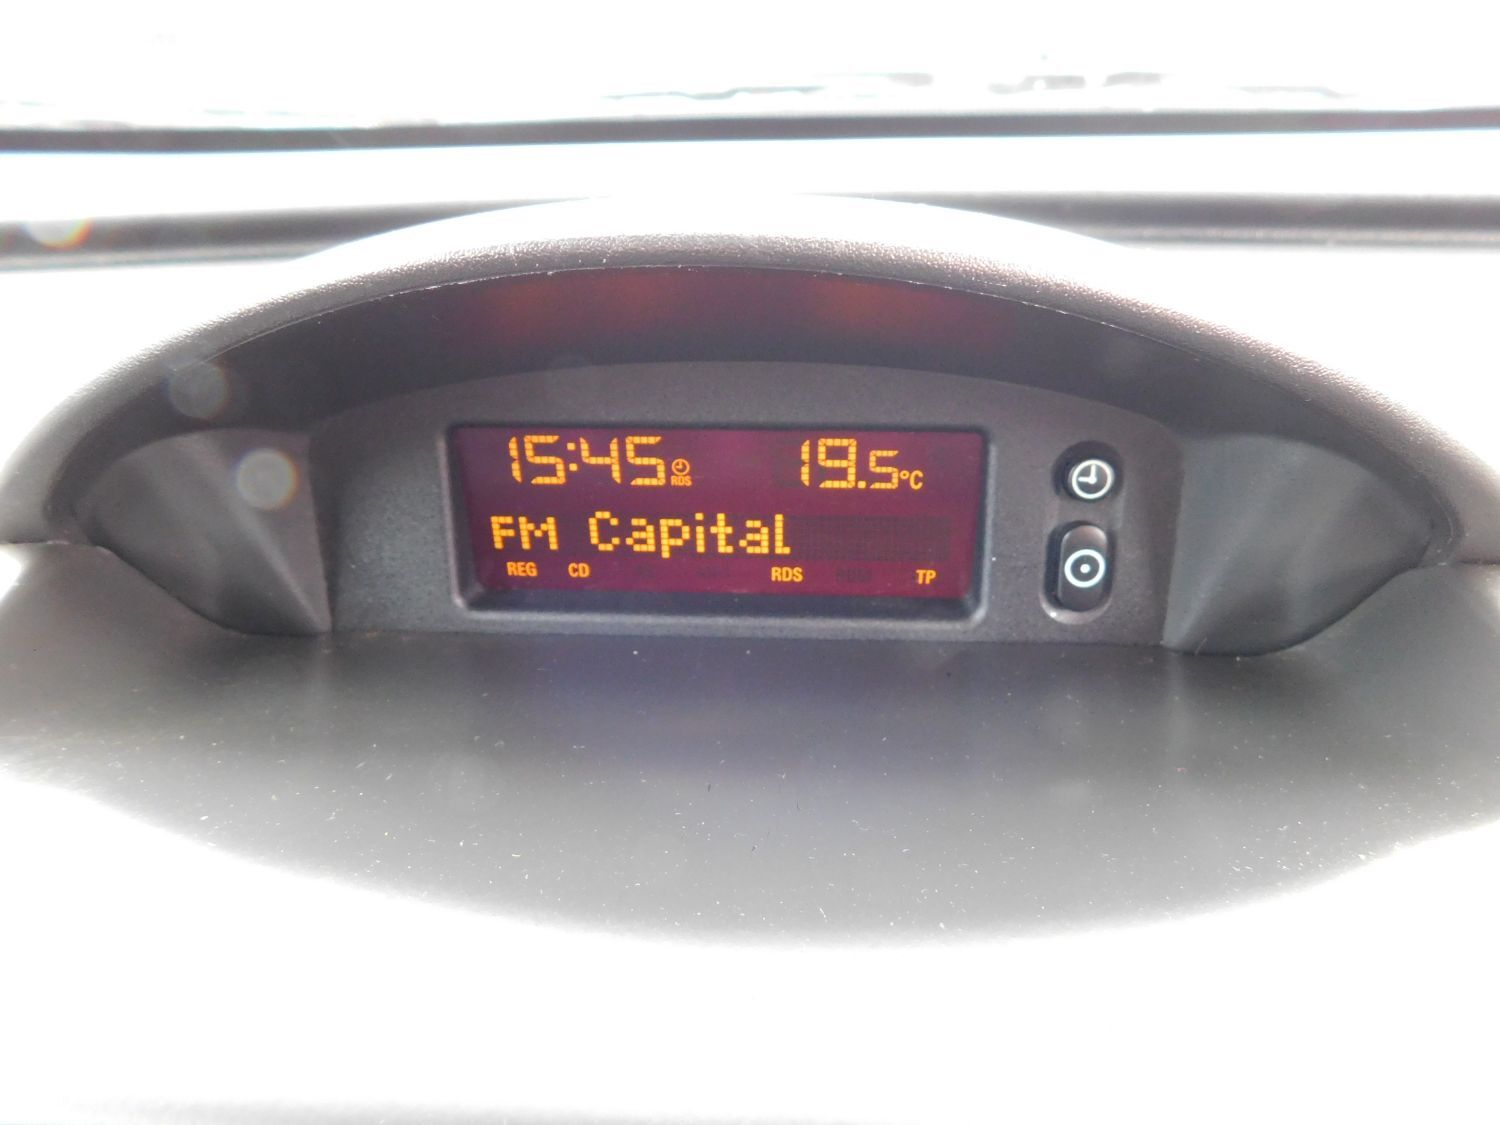 15:45 RDS 19.5°C
FM Capital
REG CD RDS TP